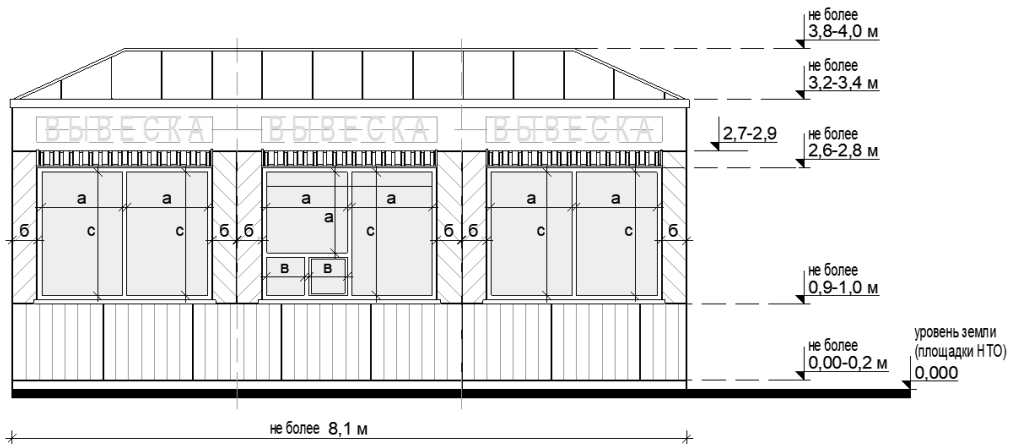 не более
3,8-4,0 м
не более
3,2-3,4 м
ВЫВЕСКА ВЫВЕСКА ВЫВЕСКА
2,7-2,9
не более
2,6-2,8 м
а а а а а а
а
б с с б б с б б с с б
в в
не более
0,9-1,0 м
не более
0,00-0,2 м
уровень земли
(площадки НТО)
0,000
не более 8,1 м